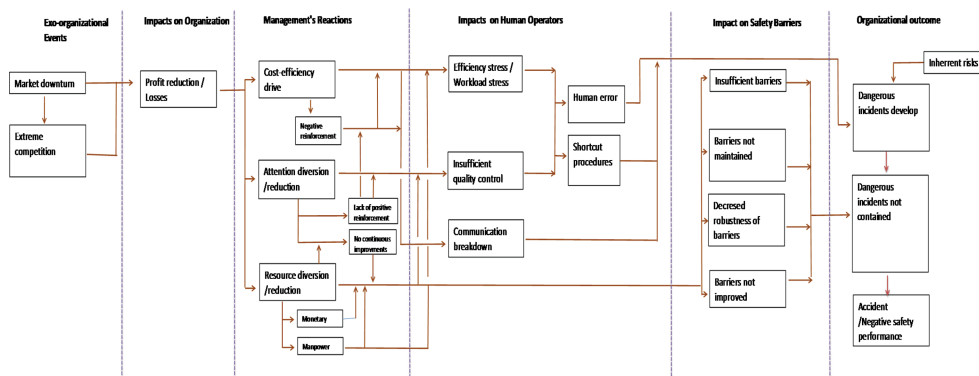 Exo-organizational
Events
Impacts on Organization
Management's Reactions
Impacts on Human Operators
Impact on Safety Barriers
Organizational outcome
Market downturn
Extreme
competition
Profit reduction /
Losses
Cost-efficiency
drive
Negative
reinforcement
Attention diversion
/reduction
Lack of positive
reinforcement
No continuous
improvments
Resource diversion
/reduction
Monetary
Manpower
Efficiency stress /
Workload stress
Insufficient
quality control
Communication
breakdown
Human error
Shortcut
procedures
Insufficient barriers
Barriers not
maintained
Decresed
robustness of
barriers
Barriers not
improved
Inherrent risks
Dangerous
incidents develop
Dangerous
incidents not
contained
Accident
/Negative safety
performance